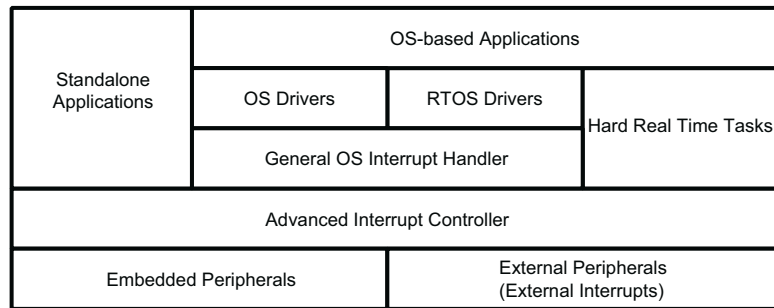 OS-based Applications
Standalone
Applications
OS Drivers
RTOS Drivers
Hard Real Time Tasks
General OS Interrupt Handler
Advanced Interrupt Controller
Embedded Peripherals
External Peripherals
(External Interrupts)